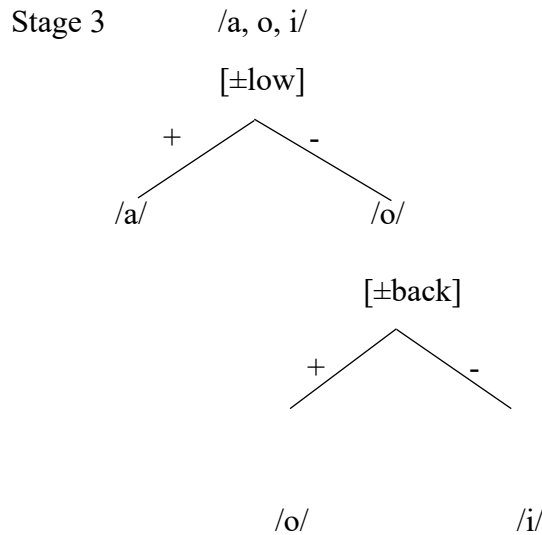 Stage 3 /a, o, i/
[±low]
+ -
/a/ /o/
[±back]
+ -
/o/ /i/